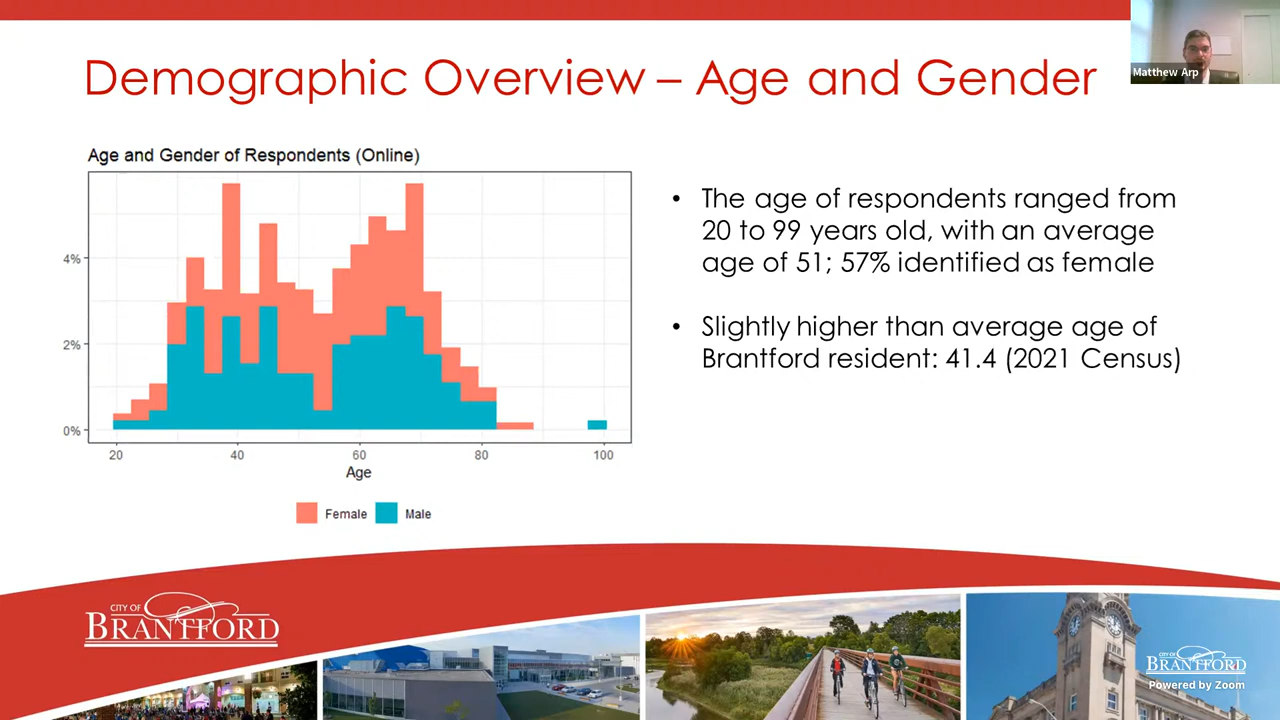 Demographic Overview – Age and Gender
Matthew Arp
Age and Gender of Respondents (Online)
4%
2%
0%
20 40 60 80 100
Age
Female Male
• The age of respondents ranged from
20 to 99 years old, with an average
age of 51; 57% identified as female
• Slightly higher than average age of
Brantford resident: 41.4 (2021 Census)
CITY OF
BRANTFORD
CITY OF
BRANTFORD
Powered by Zoom